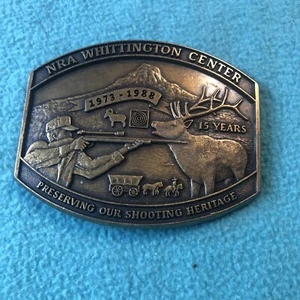 NRA WHITTINGTON CENTER
1973 - 1988
15 YEARS
PRESERVING OUR SHOOTING HERITAGE